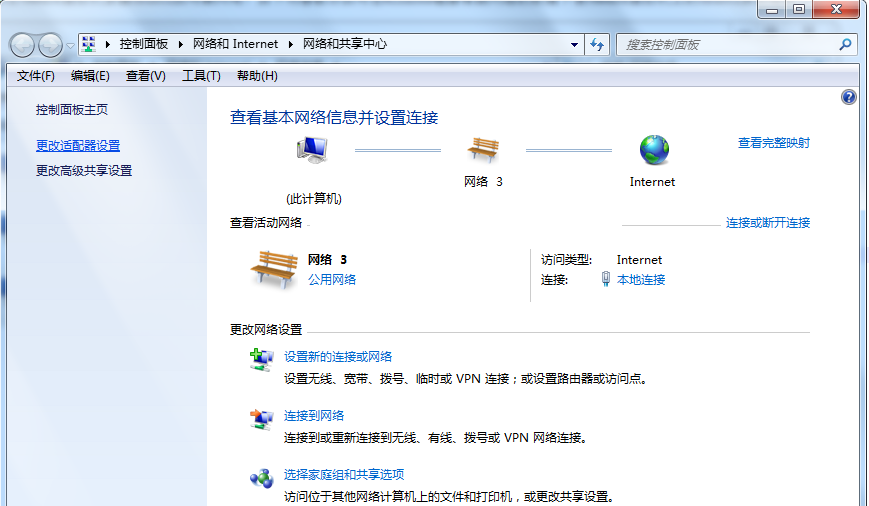 控制面板 ▸ 网络和 Internet ▸ 网络和共享中心
搜索控制面板
文件(F) 编辑(E) 查看(V) 工具(T) 帮助(H)
控制面板主页
更改适配器设置
更改高级共享设置
查看基本网络信息并设置连接
查看完整映射
(此计算机)
网络 3
Internet
查看活动网络
连接或断开连接
网络 3
公用网络
访问类型: Internet
连接: 本地连接
更改网络设置
设置新的连接或网络
设置无线、宽带、拨号、临时或 VPN 连接；或设置路由器或访问点。
连接到网络
连接到或重新连接到无线、有线、拨号或 VPN 网络连接。
选择家庭组和共享选项
访问位于其他网络计算机上的文件和打印机，或更改共享设置。